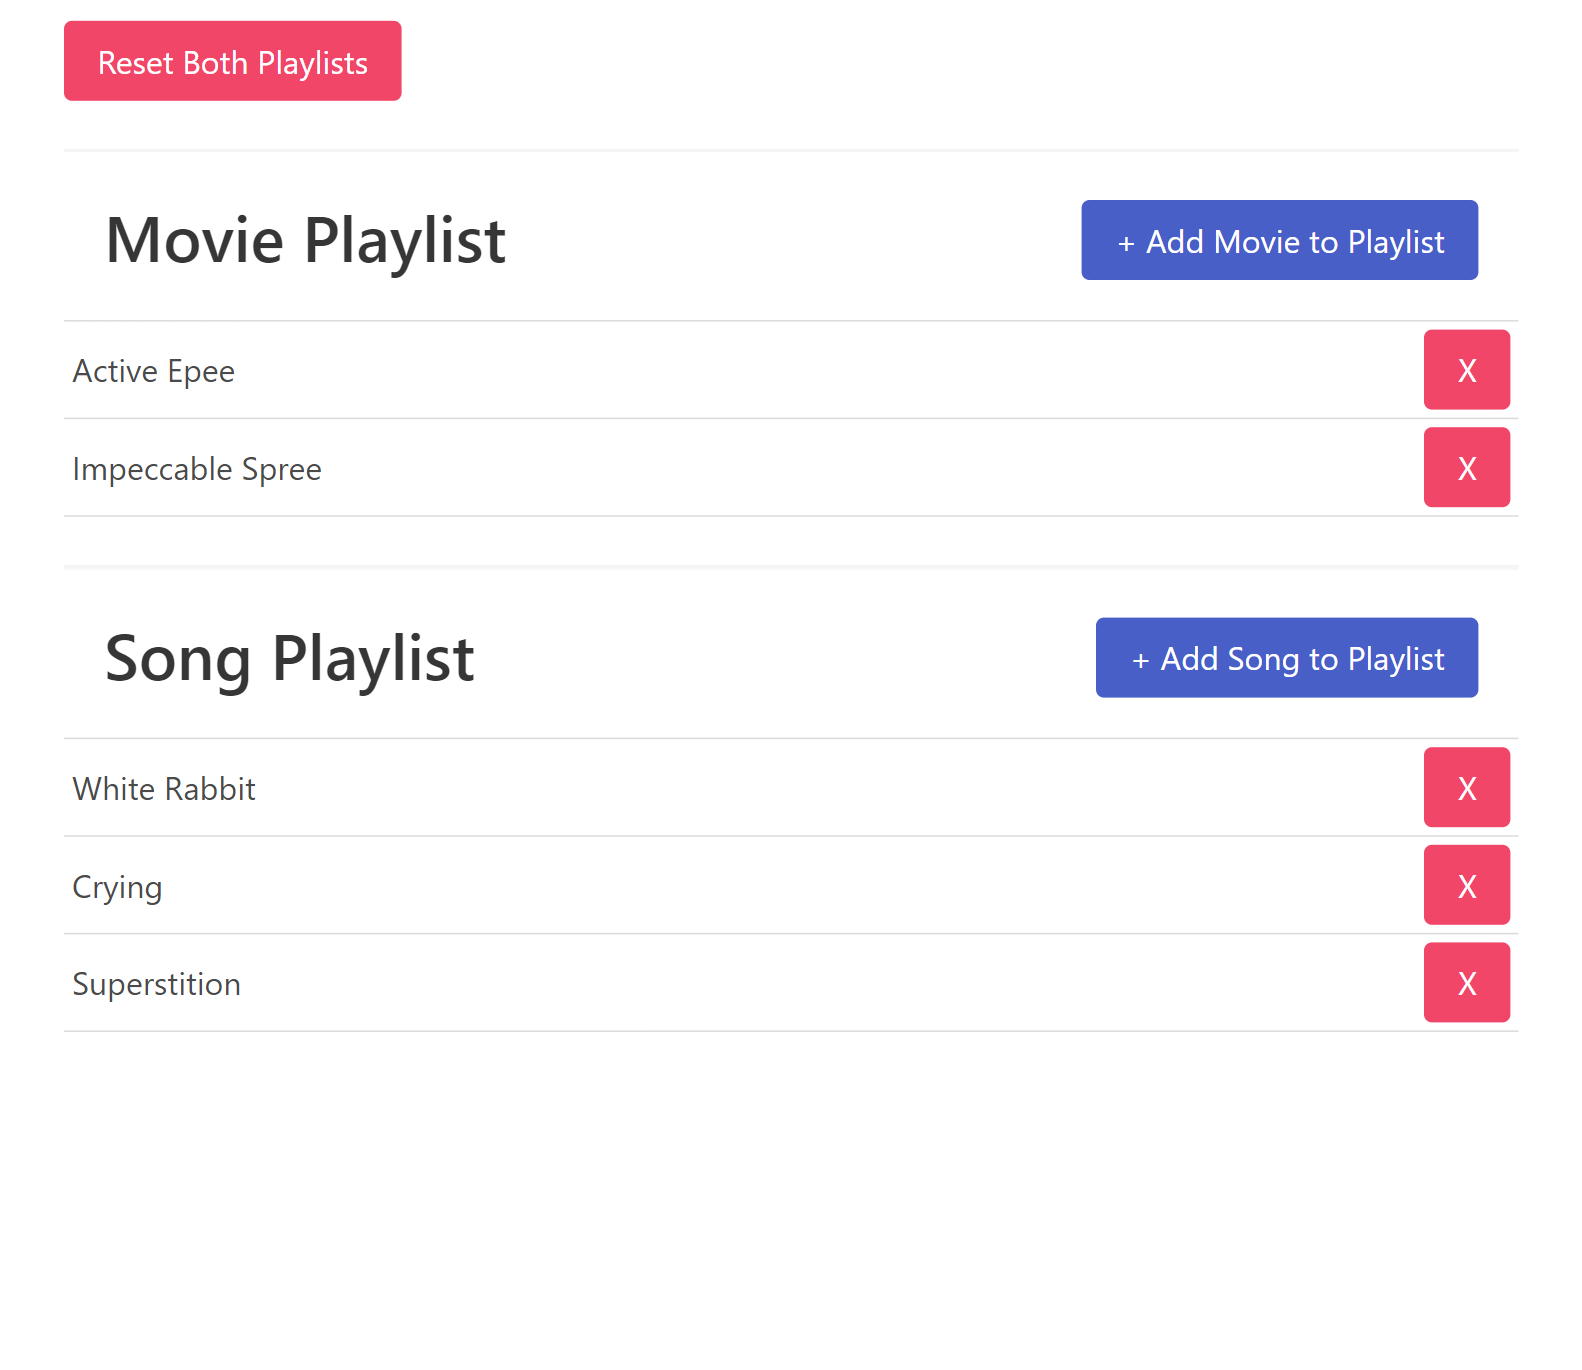 Reset Both Playlists
Movie Playlist
+ Add Movie to Playlist
Active Epee
X
Impeccable Spree
X
Song Playlist
+ Add Song to Playlist
White Rabbit
X
Crying
X
Superstition
X